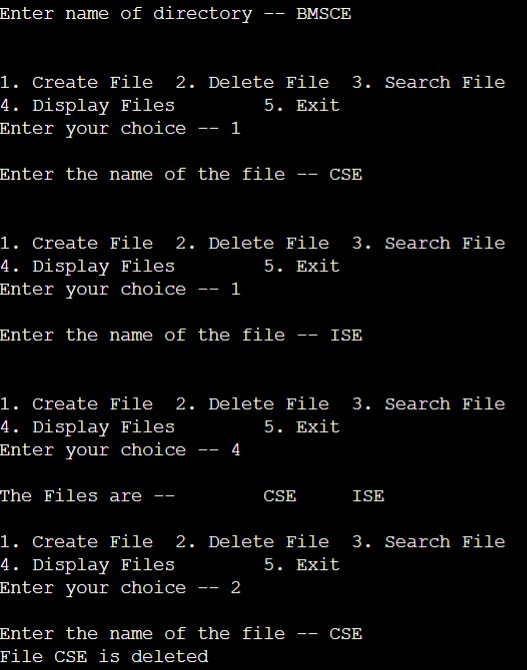 Enter name of directory -- BMSCE
1. Create File  2. Delete File  3. Search File
4. Display Files        5. Exit
Enter your choice -- 1
Enter the name of the file -- CSE
1. Create File  2. Delete File  3. Search File
4. Display Files        5. Exit
Enter your choice -- 1
Enter the name of the file -- ISE
1. Create File  2. Delete File  3. Search File
4. Display Files        5. Exit
Enter your choice -- 4
The Files are --        CSE     ISE
1. Create File  2. Delete File  3. Search File
4. Display Files        5. Exit
Enter your choice -- 2
Enter the name of the file -- CSE
File CSE is deleted